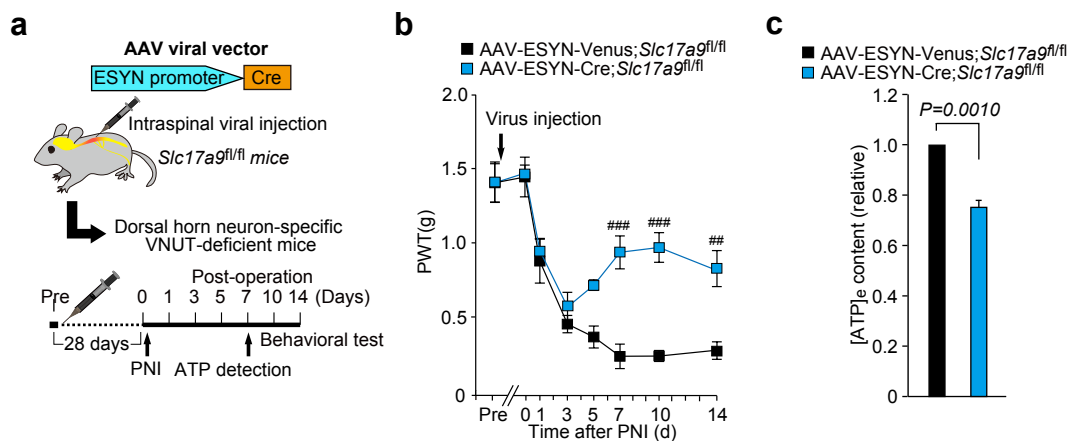 a
AAV viral vector
ESYN promoter
Cre
Intraspinal viral injection
Slc17a9fl/fl mice
Dorsal horn neuron-specific
VNUT-deficient mice
Post-operation
Pre
0 1 3 5 7 10 14 (Days)
28 days
Behavioral test
PNI
ATP detection
b
AAV-ESYN-Venus;Slc17a9fl/fl
AAV-ESYN-Cre;Slc17a9fl/fl
2.0
1.5
1.0
0.5
0
PWT(g)
Virus injection
###
###
##
Pre 0 1 3 5 7 10 14
Time after PNI (d)
c
AAV-ESYN-Venus;Slc17a9fl/fl
AAV-ESYN-Cre;Slc17a9fl/fl
1.2
1.0
0.8
0.6
0.4
0.2
0
[ATP]e content (relative)
P=0.0010